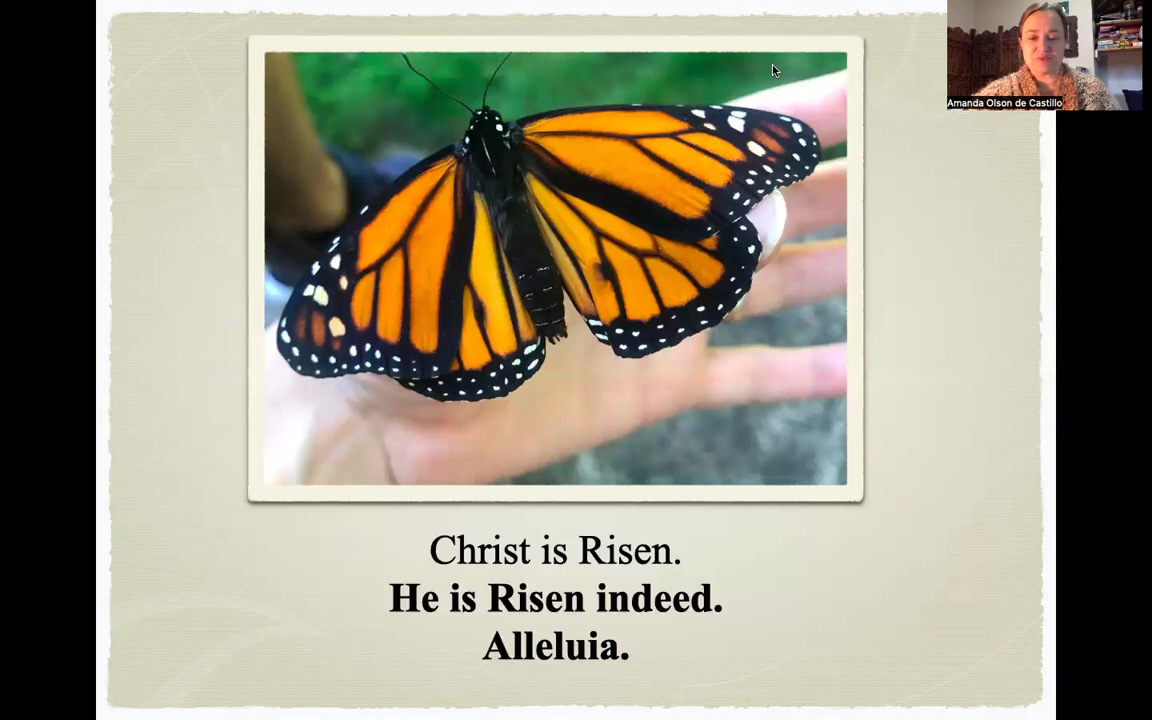 Amanda Olson de Castillo
Christ is Risen.
He is Risen indeed.
Alleluia.